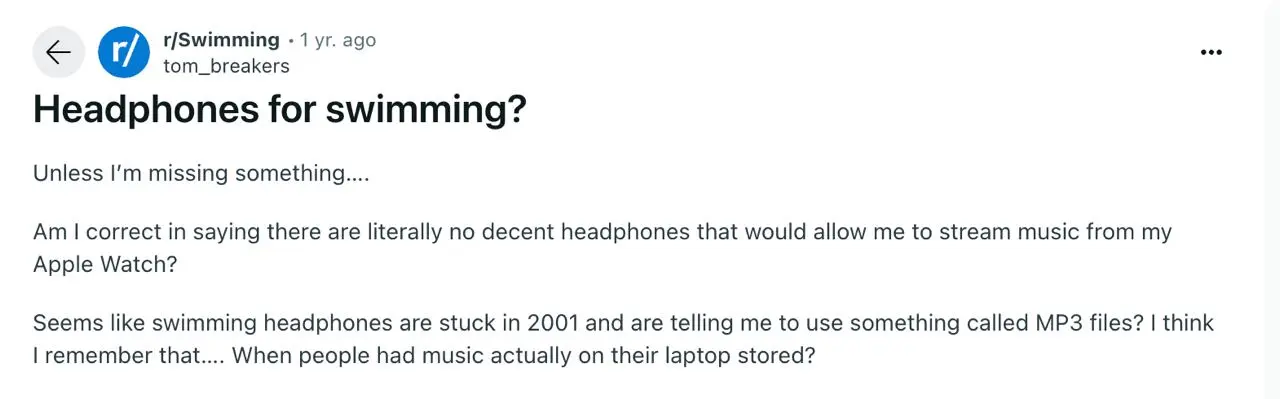 r/Swimming • 1 yr. ago
r/
tom_breakers
Headphones for swimming?
Unless I’m missing something….
Am I correct in saying there are literally no decent headphones that would allow me to stream music from my
Apple Watch?
Seems like swimming headphones are stuck in 2001 and are telling me to use something called MP3 files? I think
I remember that…. When people had music actually on their laptop stored?